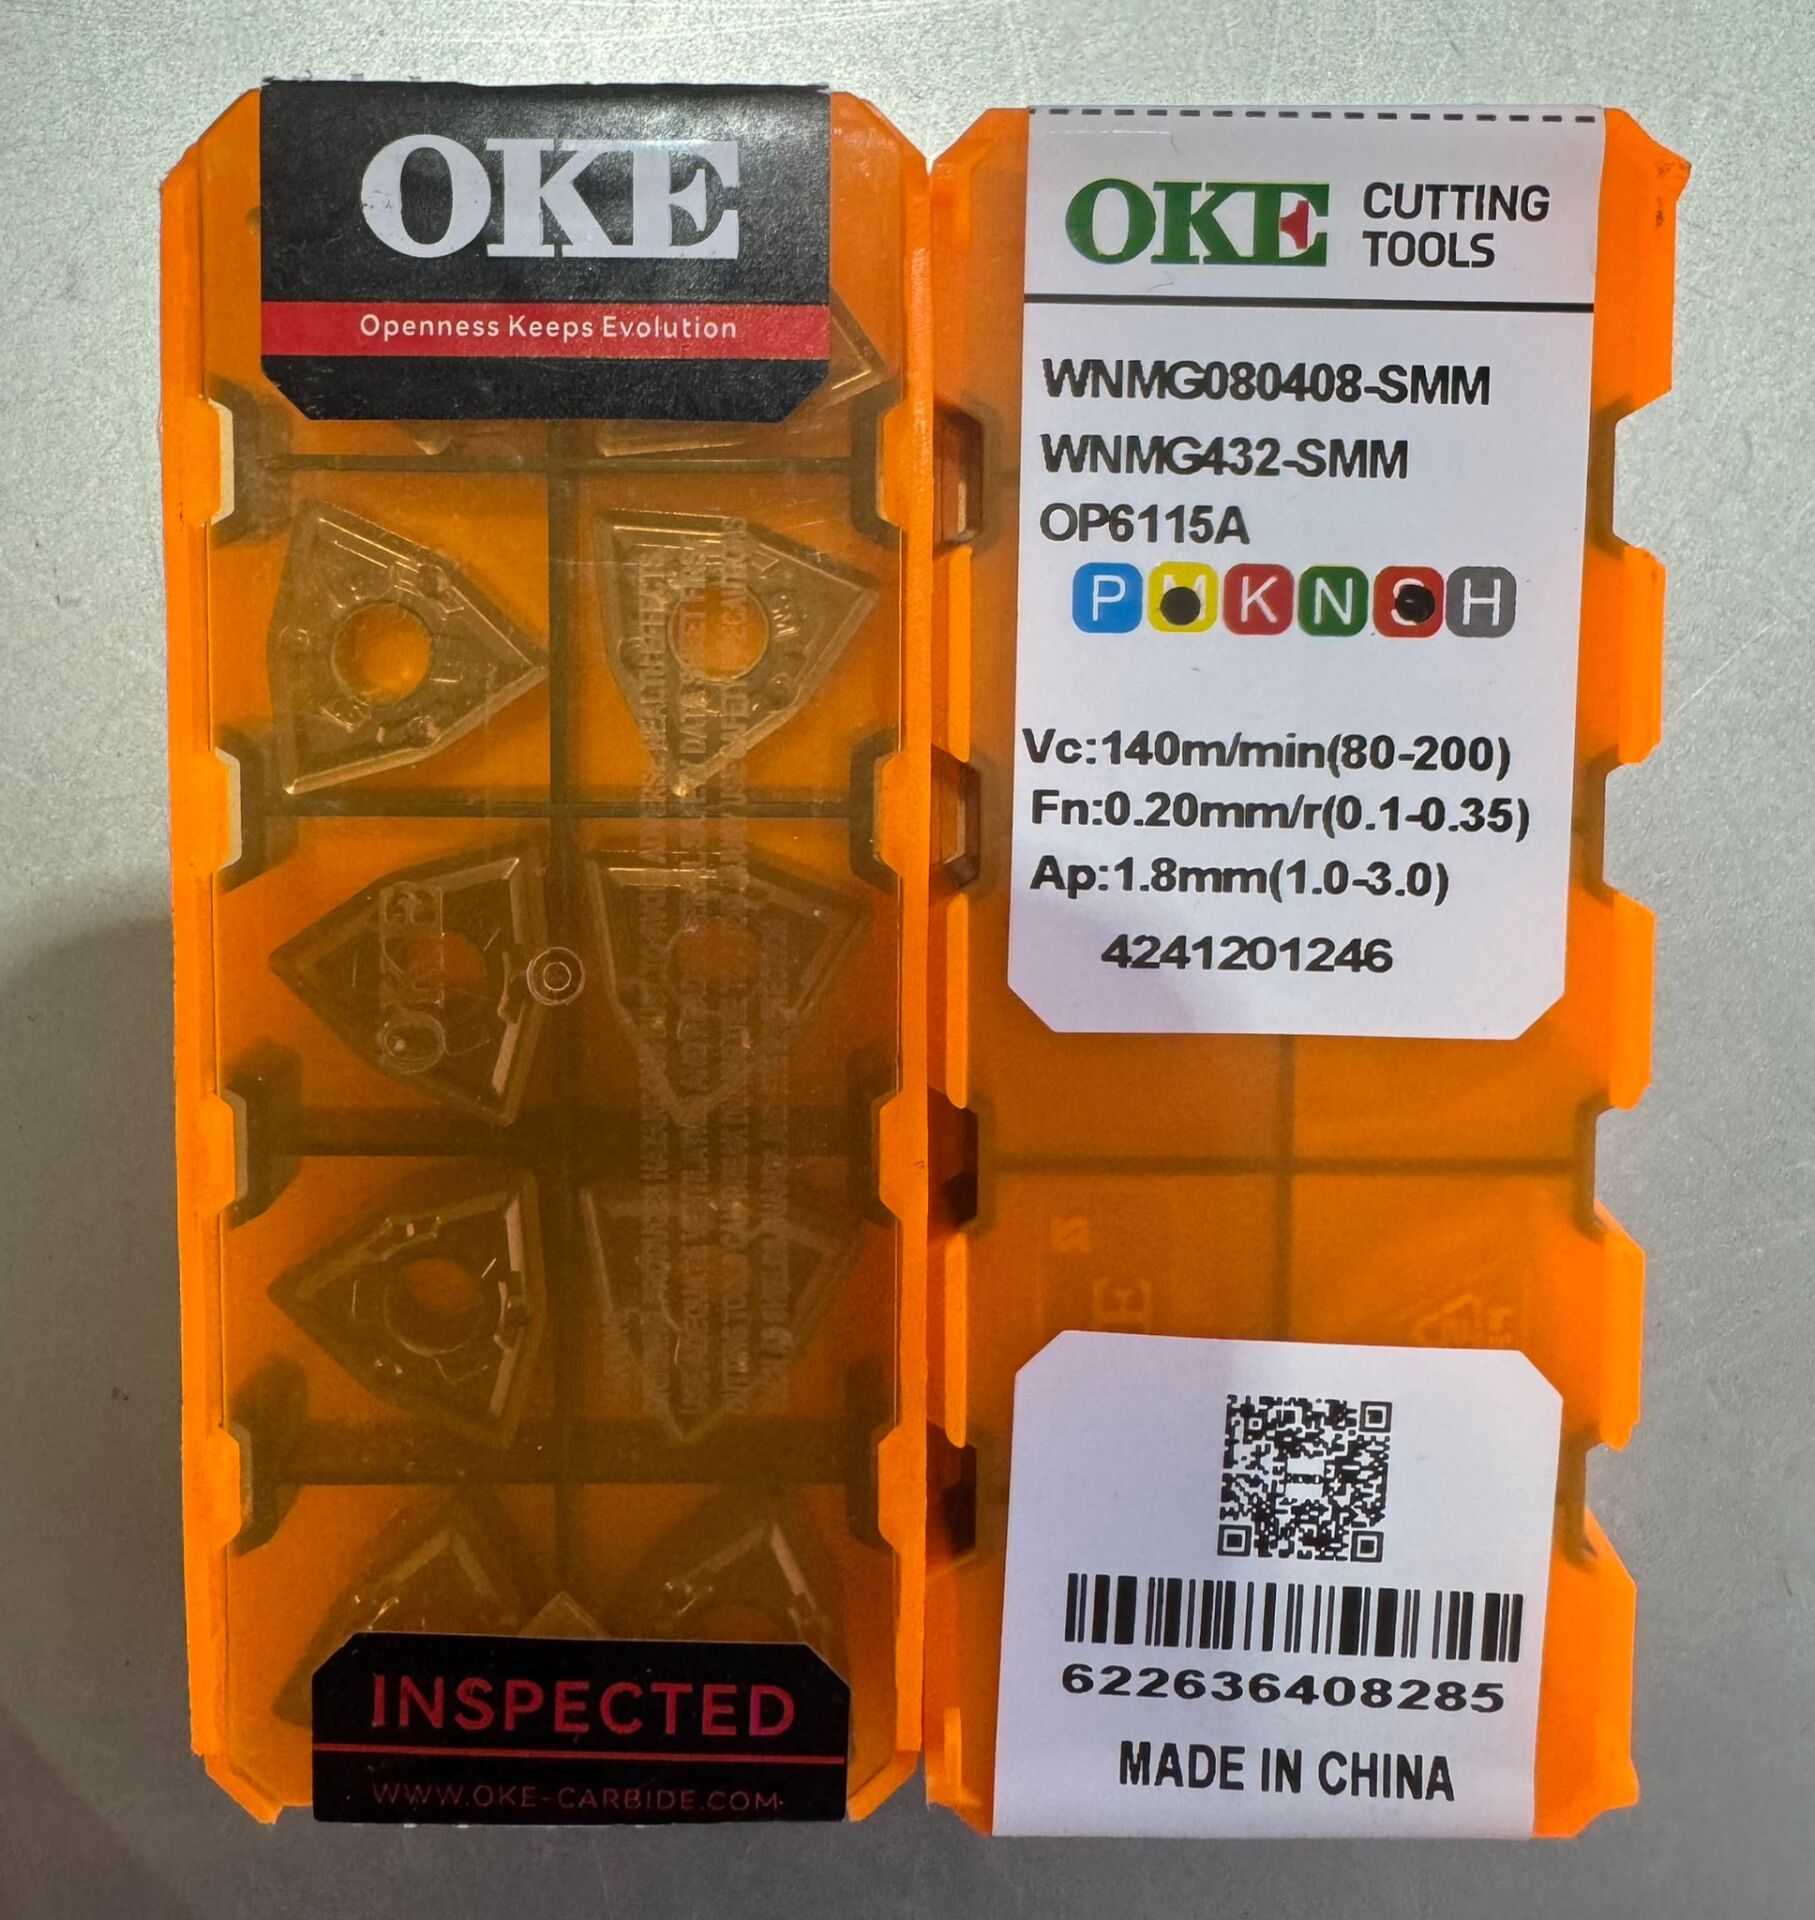 OKE
Openness Keeps Evolution
OKE
INSPECTED
WWW.OKE-CARBIDE.COM
OKE CUTTING
TOOLS
WNMG080408-SMM
WNMG432-SMM
OP6115A
P M K N S H
Vc:140m/min(80-200)
Fn:0.20mm/r(0.1-0.35)
Ap:1.8mm(1.0-3.0)
4241201246
622636408285
MADE IN CHINA